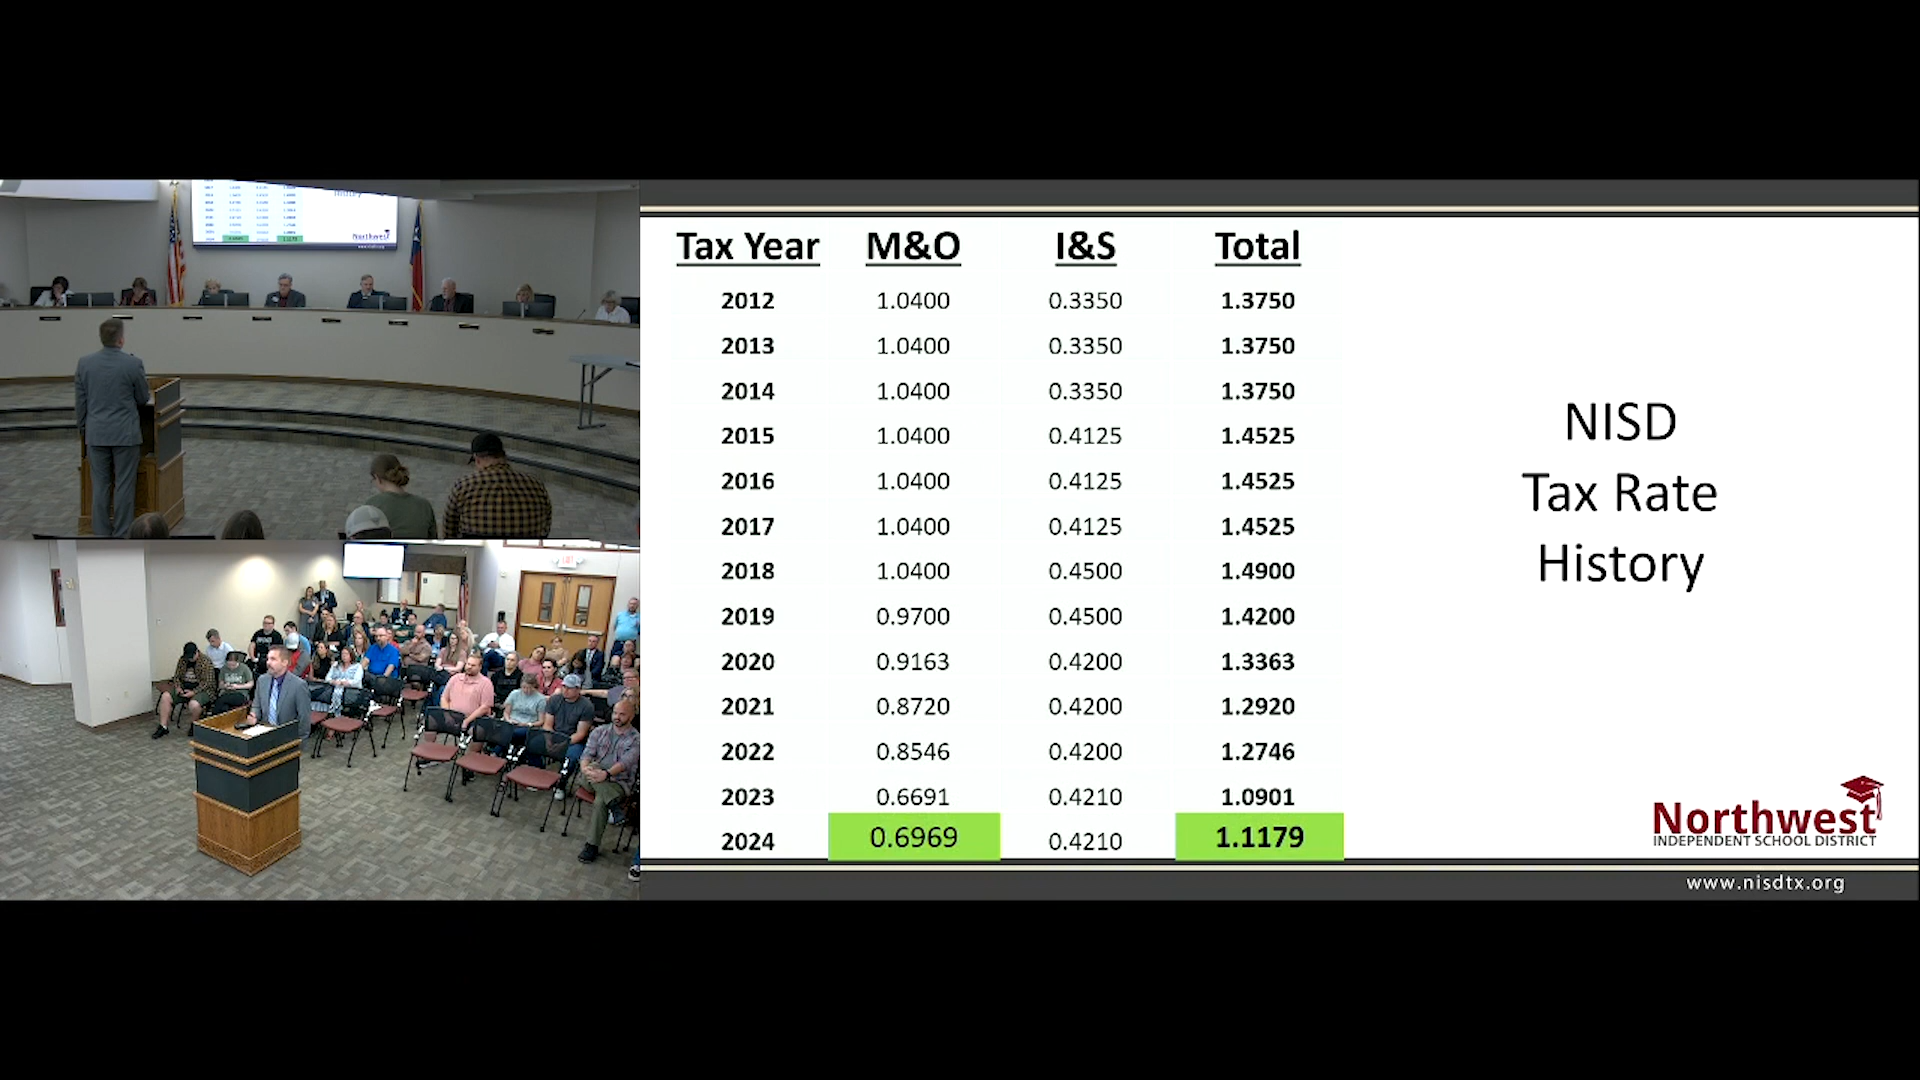 Tax Year M&O I&S Total
2012 1.0400 0.3350 1.3750
2013 1.0400 0.3350 1.3750
2014 1.0400 0.3350 1.3750
2015 1.0400 0.4125 1.4525
2016 1.0400 0.4125 1.4525
2017 1.0400 0.4125 1.4525
2018 1.0400 0.4500 1.4900
2019 0.9700 0.4500 1.4200
2020 0.9163 0.4200 1.3363
2021 0.8720 0.4200 1.2920
2022 0.8546 0.4200 1.2746
2023 0.6691 0.4210 1.0901
2024 0.6969 0.4210 1.1179
NISD
Tax Rate
History
Northwest
INDEPENDENT SCHOOL DISTRICT
www.nisdtx.org